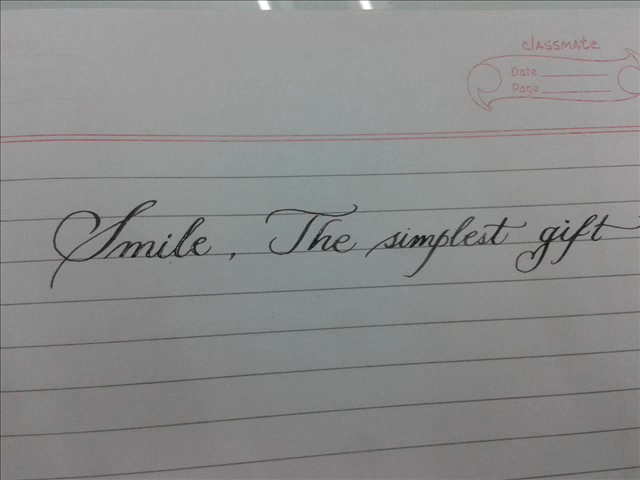 classmate
Date
Page
Smile, The simplest gift